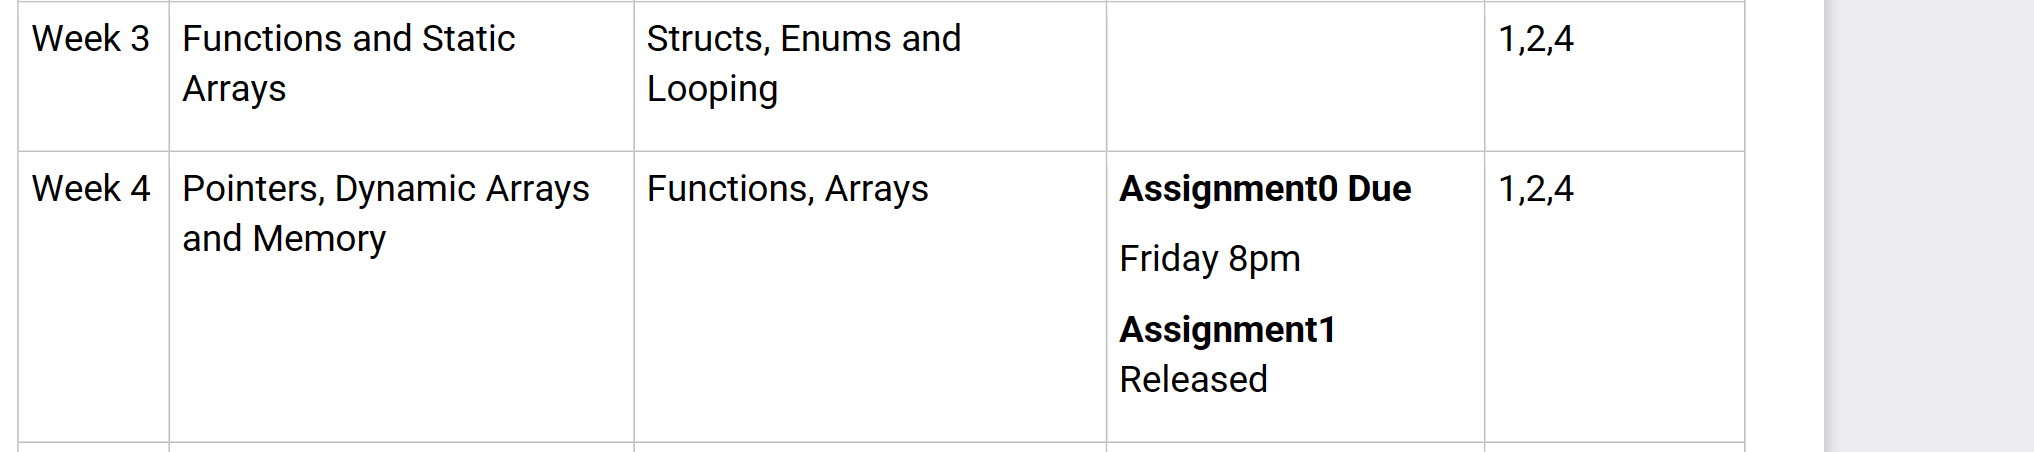 Week 3
Functions and Static
Arrays
Structs, Enums and
Looping
1,2,4
Week 4
Pointers, Dynamic Arrays
and Memory
Functions, Arrays
Assignment0 Due
Friday 8pm
Assignment1
Released
1,2,4